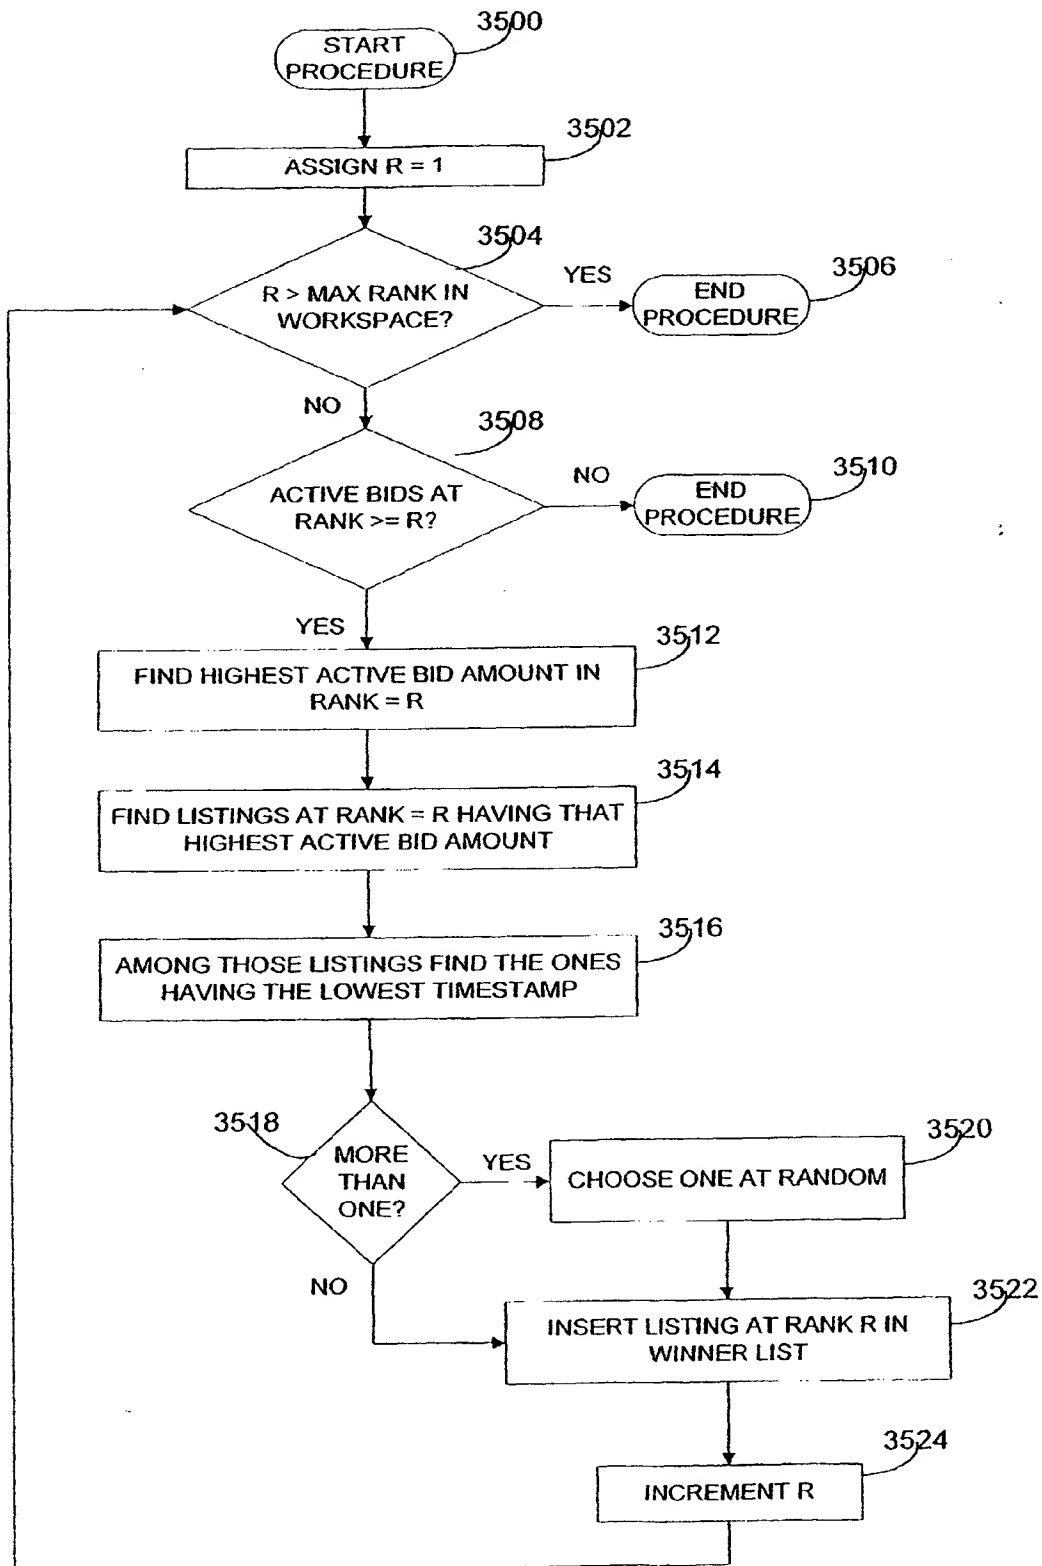 3500
START
PROCEDURE
3502
ASSIGN R = 1
3504
R > MAX RANK IN
WORKSPACE?
YES
3506
END
PROCEDURE
NO
3508
ACTIVE BIDS AT
RANK >= R?
NO
3510
END
PROCEDURE
YES
3512
FIND HIGHEST ACTIVE BID AMOUNT IN
RANK = R
3514
FIND LISTINGS AT RANK = R HAVING THAT
HIGHEST ACTIVE BID AMOUNT
3516
AMONG THOSE LISTINGS FIND THE ONES
HAVING THE LOWEST TIMESTAMP
3518
MORE
THAN
ONE?
YES
3520
CHOOSE ONE AT RANDOM
NO
3522
INSERT LISTING AT RANK R IN
WINNER LIST
3524
INCREMENT R